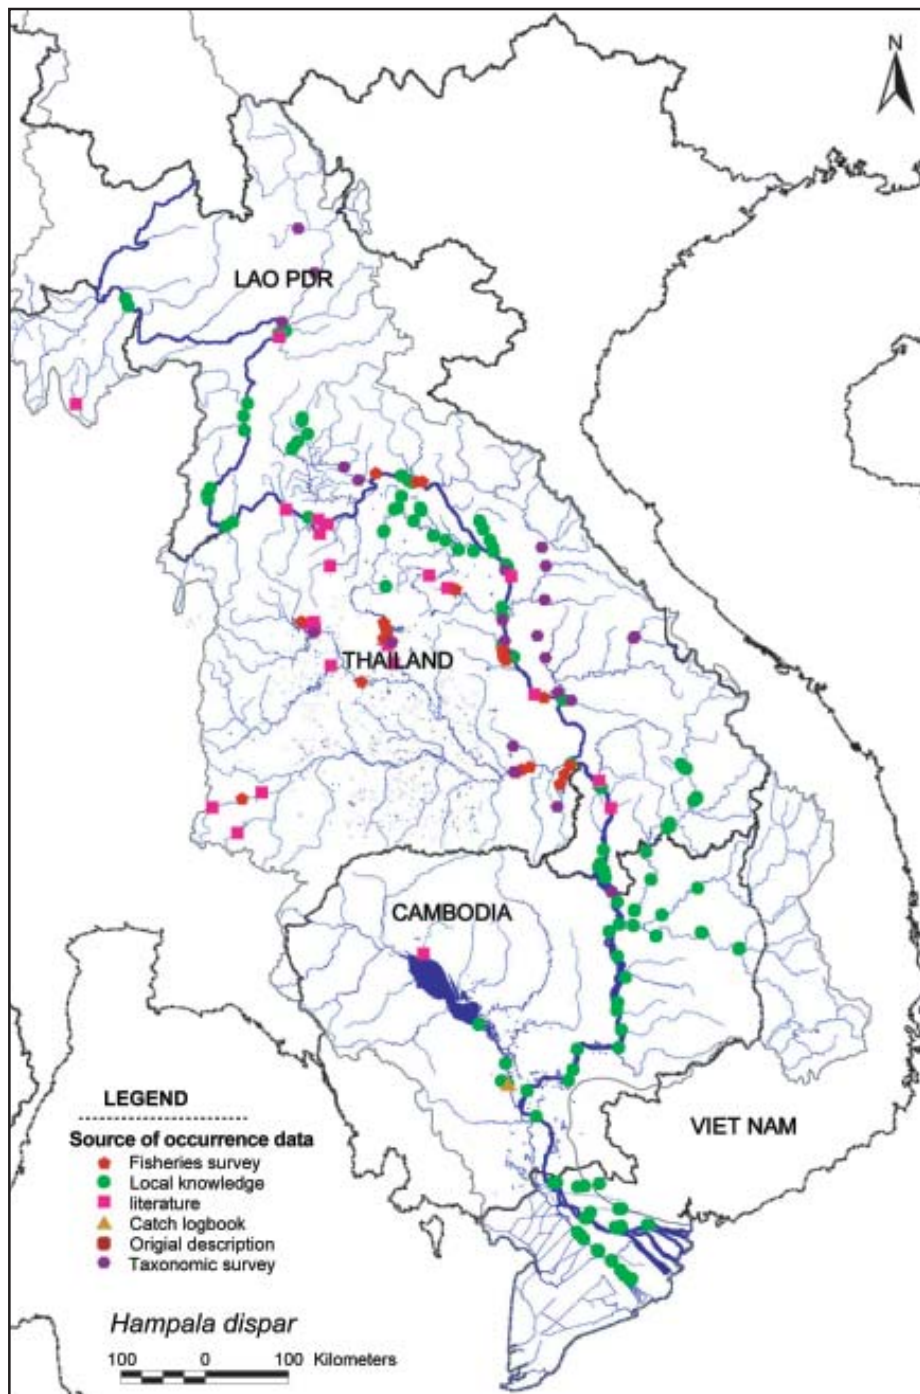 N
LAO PDR
THAILAND
CAMBODIA
VIET NAM
LEGEND
Source of occurrence data
Fisheries survey
Local knowledge
literature
Catch logbook
Origial description
Taxonomic survey
Hampala dispar
100 0 100 Kilometers